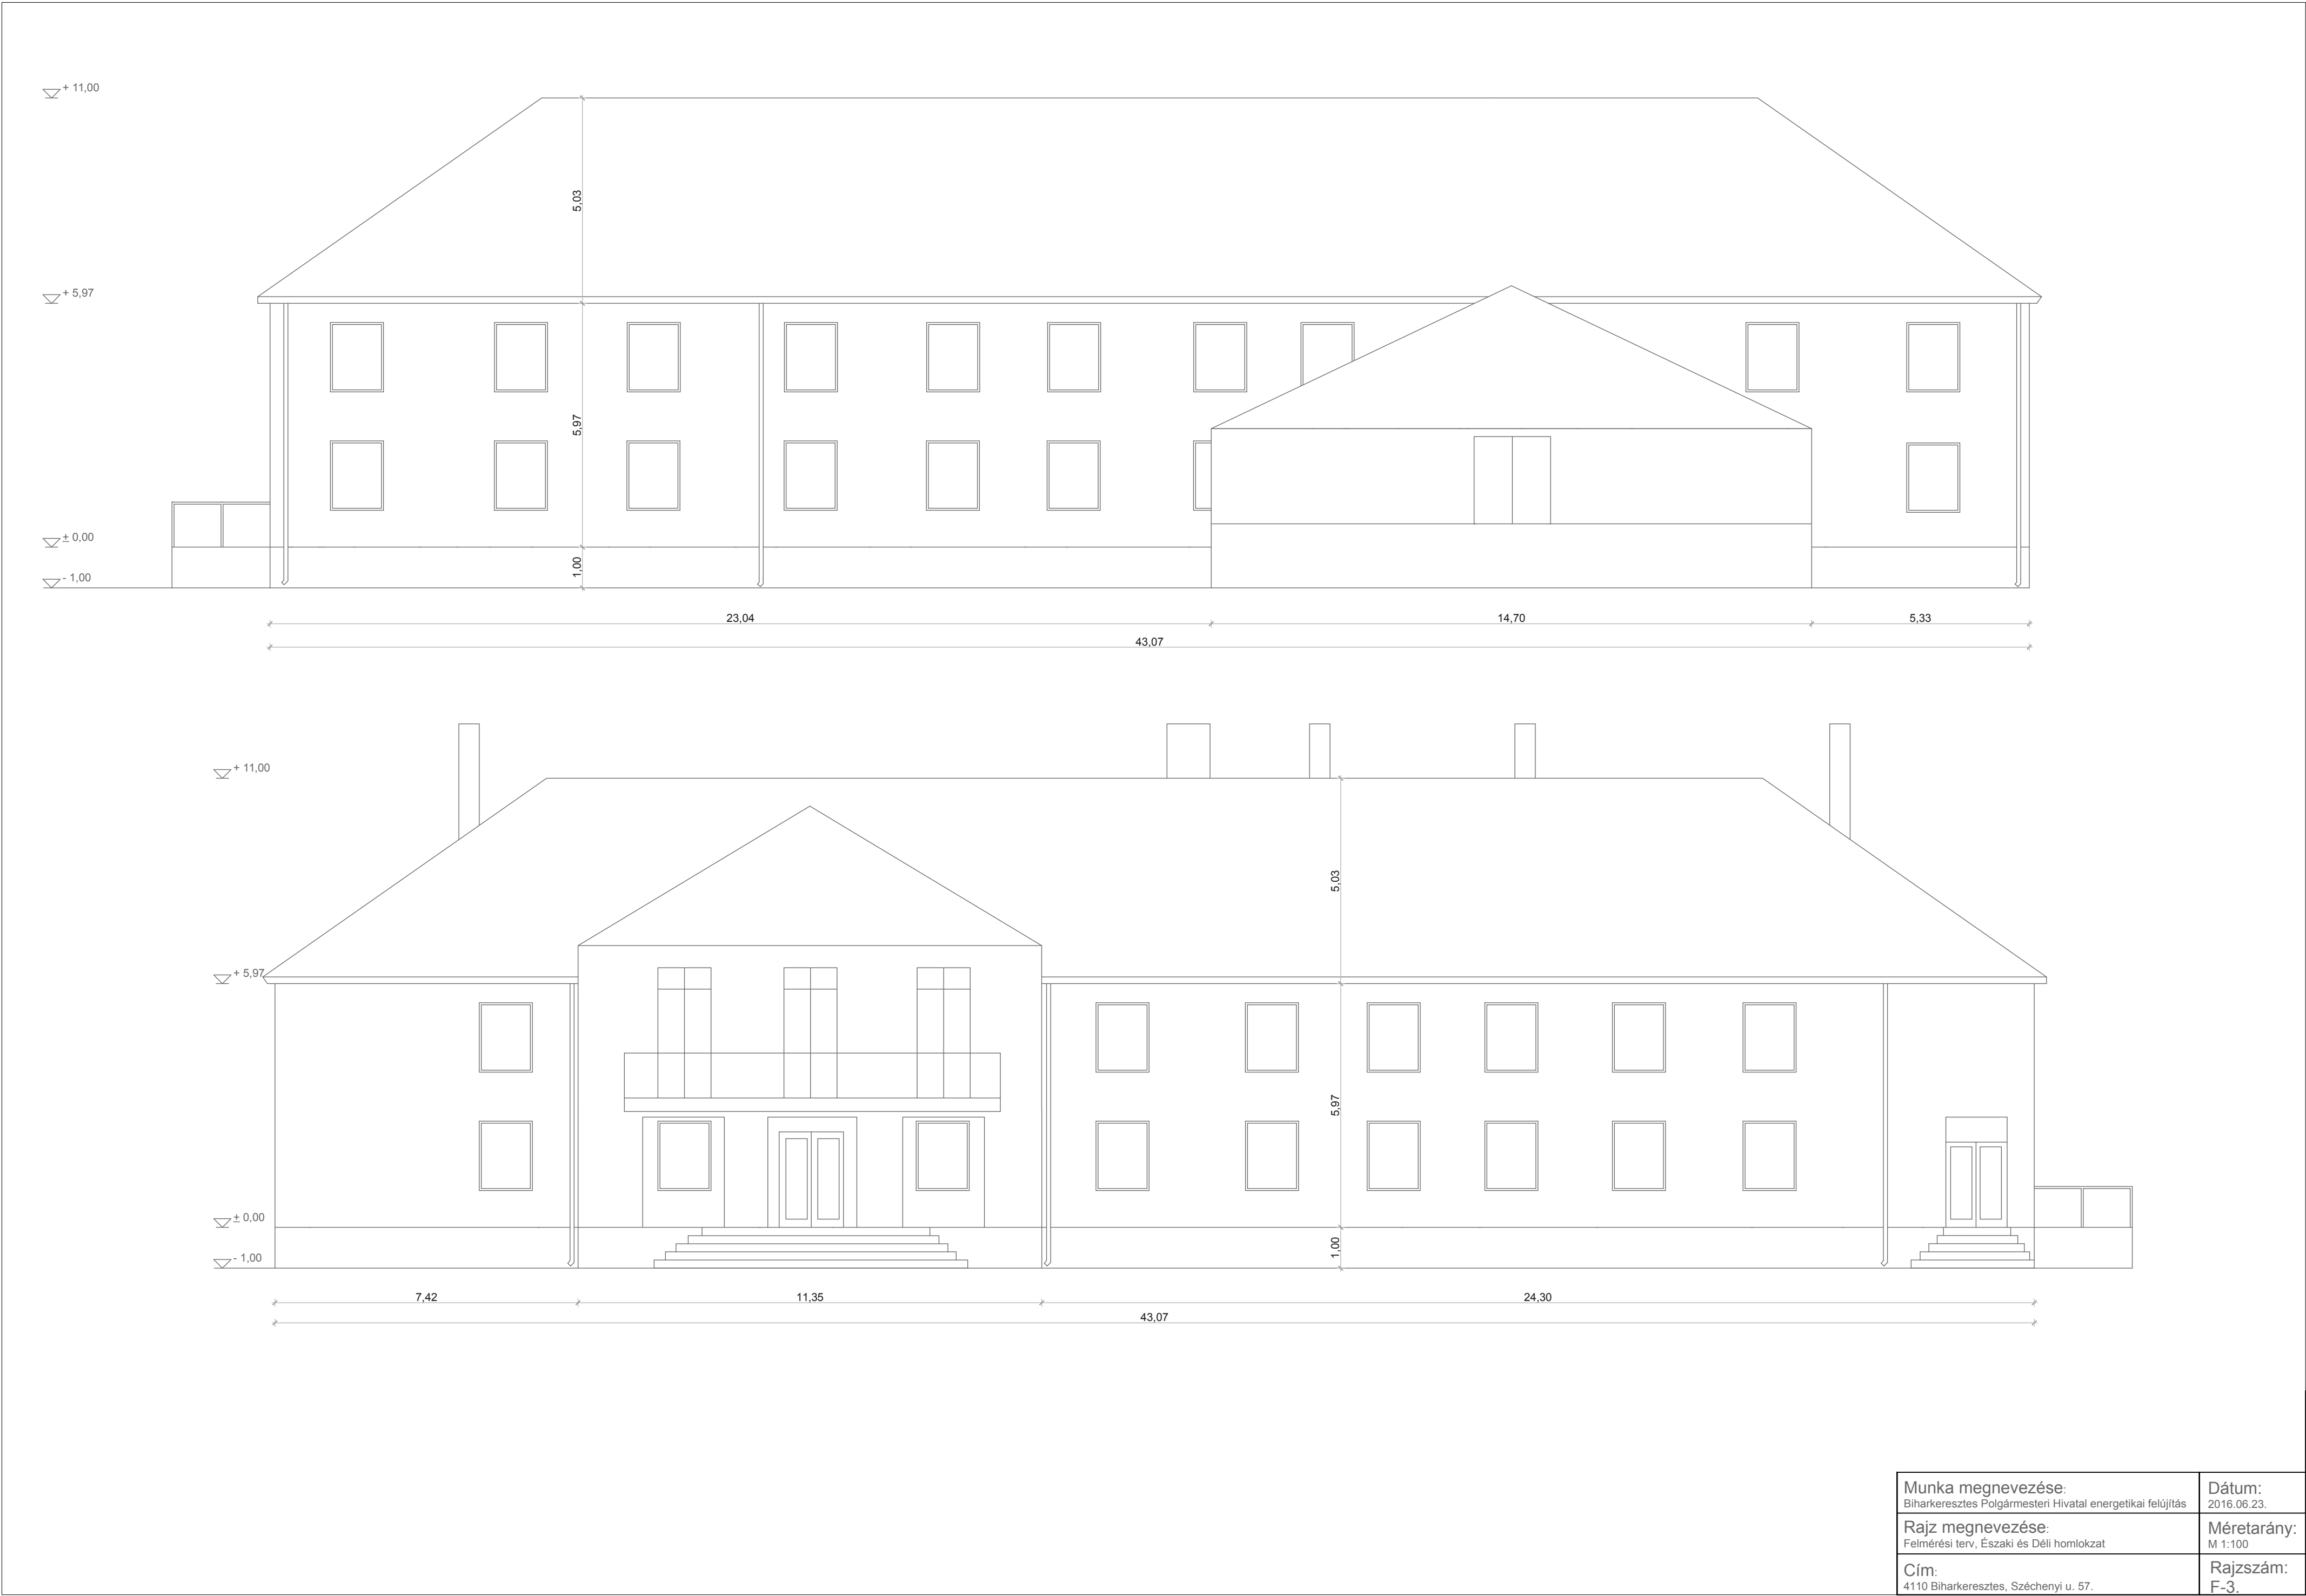 + 11,00
5,03
+ 5,97
5,97
± 0,00
1,00
- 1,00
23,04
14,70
5,33
43,07
+ 11,00
5,03
+ 5,97
5,97
± 0,00
1,00
- 1,00
7,42
11,35
24,30
43,07
Munka megnevezése:
Biharkeresztes Polgármesteri Hivatal energetikai felújítás
Dátum:
2016.06.23.
Rajz megnevezése:
Felmérési terv, Északi és Déli homlokzat
Méretarány:
M 1:100
Cím:
4110 Biharkeresztes, Széchenyi u. 57.
Rajzszám:
F-3.